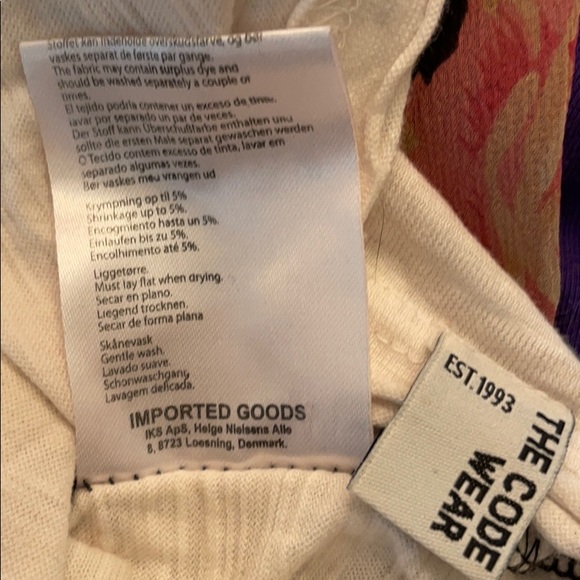 Stoffet kan indeholde overskudsfarve, og bør
vaskes separat de første par gange.
The fabric may contain surplus dye and
should be washed separately a couple of
times.
El tejido podría contener un exceso de tinte,
lavar por separado un par de veces.
Der Stoff kann Überschußfarbe enthalten und
sollte die ersten Male separat gewaschen werden
O Tecido contem excesso de tinta, lavar em
separado algumas vezes.
Bør vaskes med vrangen ud
Krympning op til 5%
Shrinkage up to 5%.
Encogimiento hasta un 5%.
Einlaufen bis zu 5%.
Encolhimento até 5%.
Liggetørre.
Must lay flat when drying.
Secar en plano.
Liegend trocknen.
Secar de forma plana
Skånevask
Gentle wash.
Lavado suave.
Schonwaschgang
Lavagem delicada.
IMPORTED GOODS
IKS ApS, Helge Nielsens Alle
8, 8723 Loesning, Denmark.
EST.1993
THE CODE
WEAR